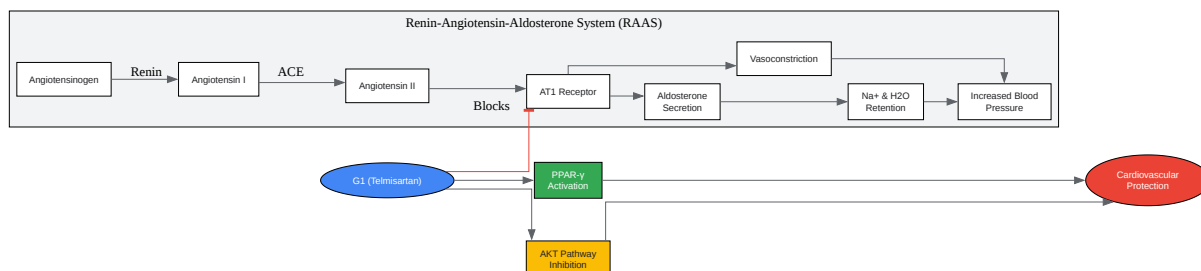 Renin-Angiotensin-Aldosterone System (RAAS)
Angiotensinogen
Renin
Angiotensin I
ACE
Angiotensin II
Blocks
AT1 Receptor
Vasoconstriction
Aldosterone
Secretion
Na+ & H2O
Retention
Increased Blood
Pressure
G1 (Telmisartan)
PPAR-γ
Activation
Cardiovascular
Protection
AKT Pathway
Inhibition